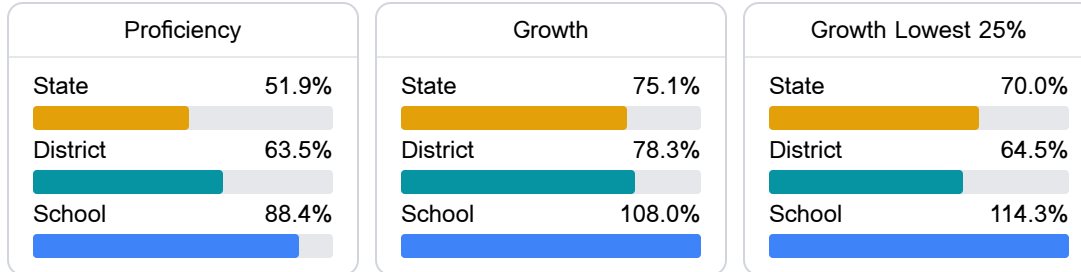 Proficiency
State 51.9%
District 63.5%
School 88.4%
Growth
State 75.1%
District 78.3%
School 108.0%
Growth Lowest 25%
State 70.0%
District 64.5%
School 114.3%